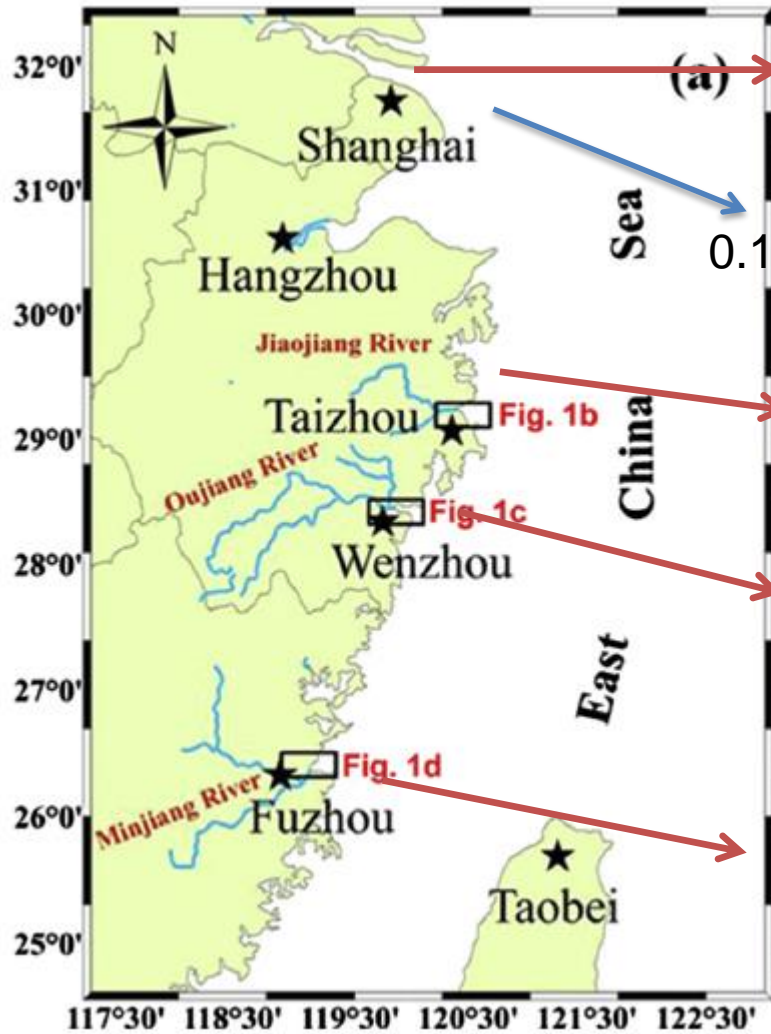 32°0'
N
(a)
Shanghai
31°0'
Sea
0.1
Hangzhou
30°0'
Jiaojiang River
Taizhou
Fig. 1b
29°0'
China
Oujiang River
Fig. 1c
Wenzhou
28°0'
27°0'
East
Fig. 1d
Minjiang River
Fuzhou
26°0'
Taobei
25°0'
117°30' 118°30' 119°30' 120°30' 121°30' 122°30'